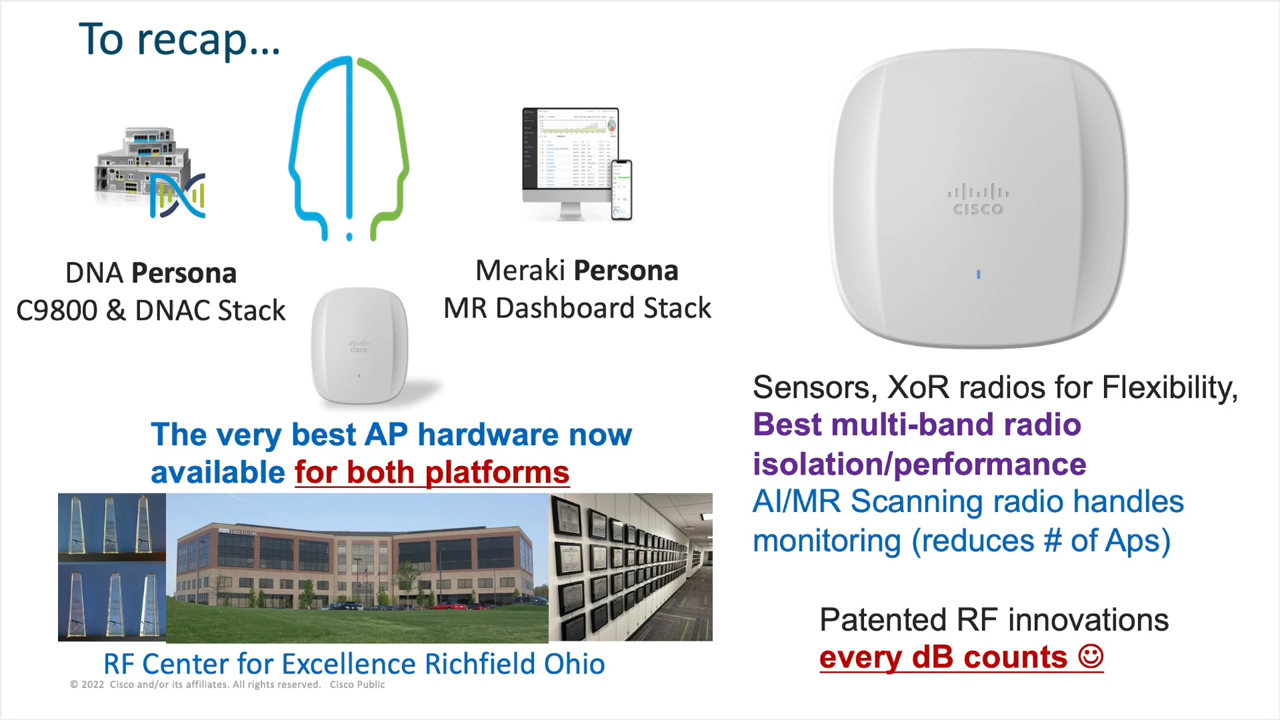 To recap...
DNA Persona
C9800 & DNAC Stack
Meraki Persona
MR Dashboard Stack
CISCO
CISCO
The very best AP hardware now
available for both platforms
RF Center for Excellence Richfield Ohio
© 2022 Cisco and/or its affiliates. All rights reserved. Cisco Public
Sensors, XoR radios for Flexibility,
Best multi-band radio
isolation/performance
AI/MR Scanning radio handles
monitoring (reduces # of Aps)
Patented RF innovations
every dB counts ☺